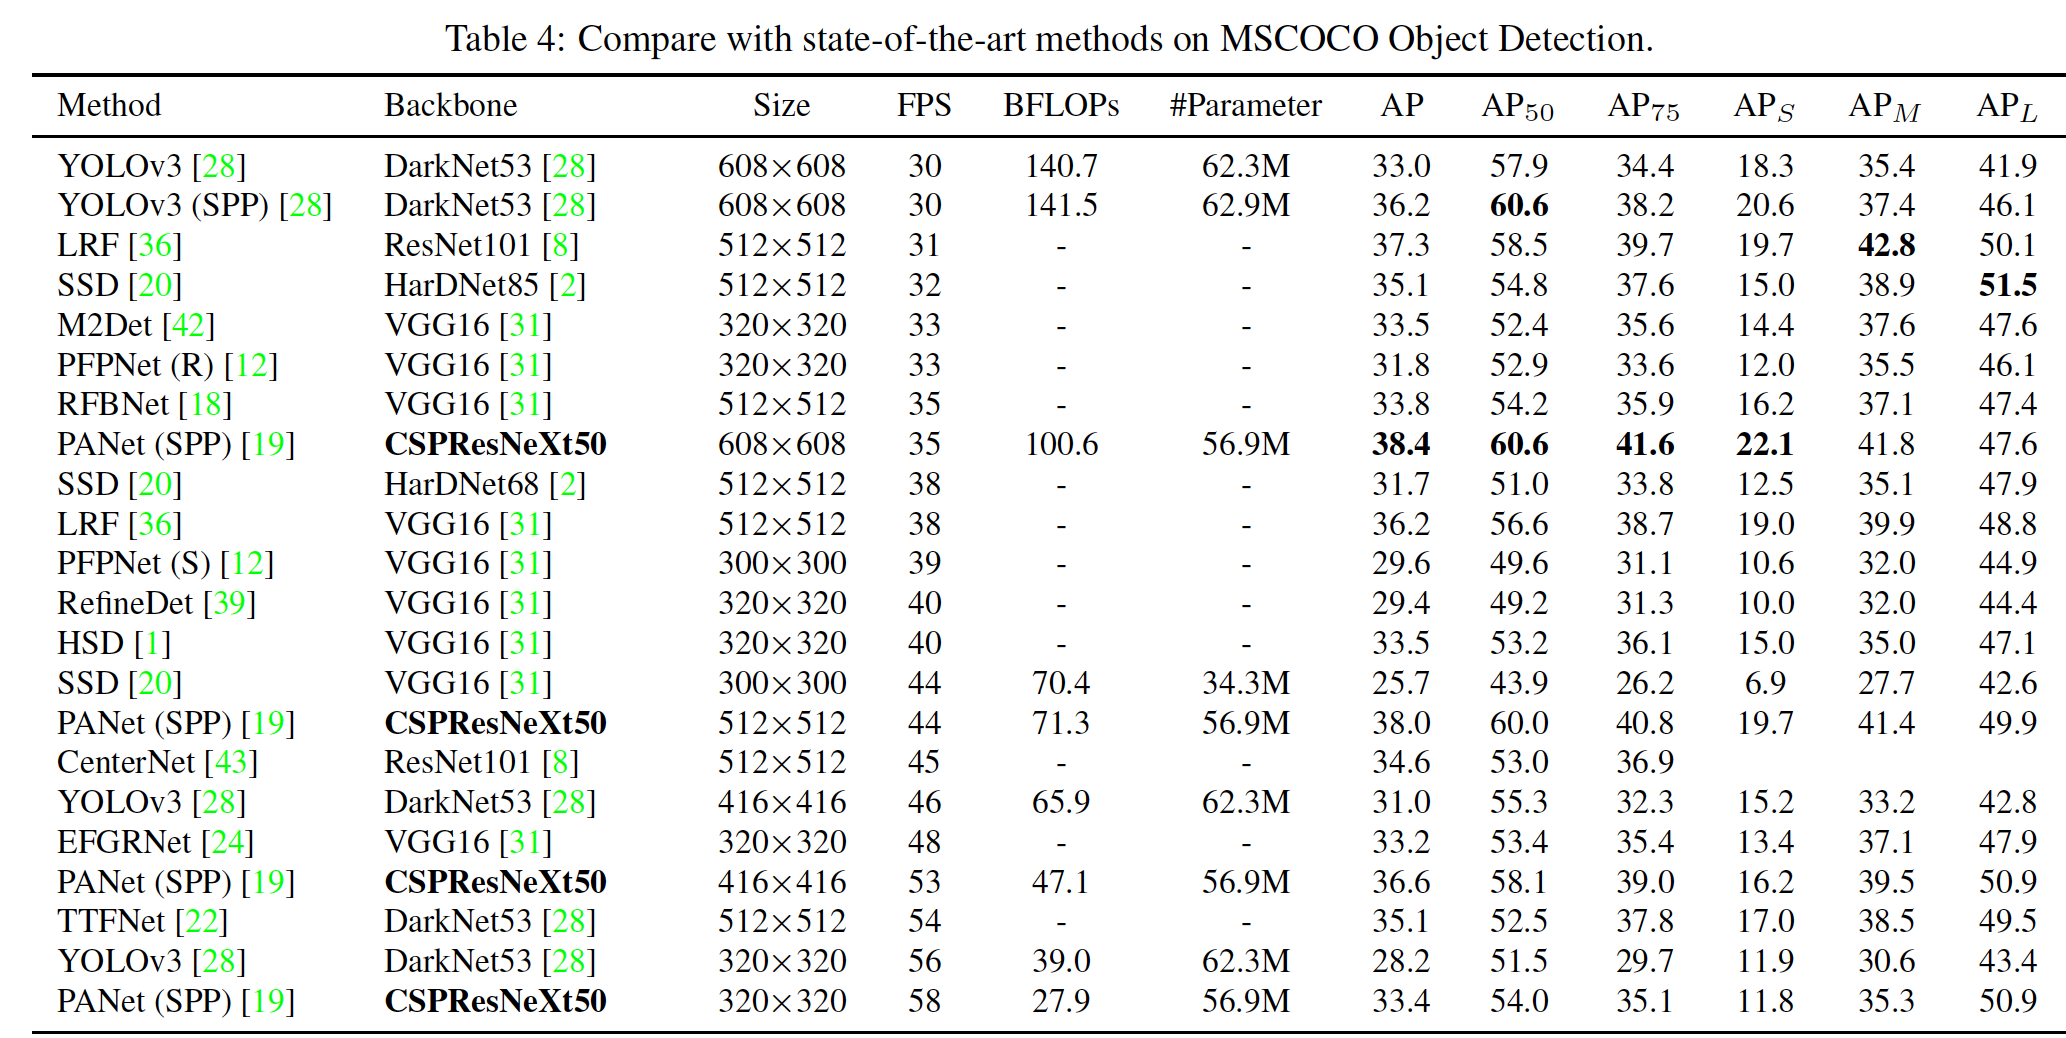 Table 4: Compare with state-of-the-art methods on MSCOCO Object Detection.
Method Backbone Size FPS BFLOPs #Parameter AP AP50 AP75 APS APM APL
YOLOv3 [28] DarkNet53 [28] 608×608 30 140.7 62.3M 33.0 57.9 34.4 18.3 35.4 41.9
YOLOv3 (SPP) [28] DarkNet53 [28] 608×608 30 141.5 62.9M 36.2 60.6 38.2 20.6 37.4 46.1
LRF [36] ResNet101 [8] 512×512 31 - - 37.3 58.5 39.7 19.7 42.8 50.1
SSD [20] HarDNet85 [2] 512×512 32 - - 35.1 54.8 37.6 15.0 38.9 51.5
M2Det [42] VGG16 [31] 320×320 33 - - 33.5 52.4 35.6 14.4 37.6 47.6
PFPNet (R) [12] VGG16 [31] 320×320 33 - - 31.8 52.9 33.6 12.0 35.5 46.1
RFBNet [18] VGG16 [31] 512×512 35 - - 33.8 54.2 35.9 16.2 37.1 47.4
PANet (SPP) [19] CSPResNeXt50 608×608 35 100.6 56.9M 38.4 60.6 41.6 22.1 41.8 47.6
SSD [20] HarDNet68 [2] 512×512 38 - - 31.7 51.0 33.8 12.5 35.1 47.9
LRF [36] VGG16 [31] 512×512 38 - - 36.2 56.6 38.7 19.0 39.9 48.8
PFPNet (S) [12] VGG16 [31] 300×300 39 - - 29.6 49.6 31.1 10.6 32.0 44.9
RefineDet [39] VGG16 [31] 320×320 40 - - 29.4 49.2 31.3 10.0 32.0 44.4
HSD [1] VGG16 [31] 320×320 40 - - 33.5 53.2 36.1 15.0 35.0 47.1
SSD [20] VGG16 [31] 300×300 44 70.4 34.3M 25.7 43.9 26.2 6.9 27.7 42.6
PANet (SPP) [19] CSPResNeXt50 512×512 44 71.3 56.9M 38.0 60.0 40.8 19.7 41.4 49.9
CenterNet [43] ResNet101 [8] 512×512 45 - - 34.6 53.0 36.9
YOLOv3 [28] DarkNet53 [28] 416×416 46 65.9 62.3M 31.0 55.3 32.3 15.2 33.2 42.8
EFGRNet [24] VGG16 [31] 320×320 48 - - 33.2 53.4 35.4 13.4 37.1 47.9
PANet (SPP) [19] CSPResNeXt50 416×416 53 47.1 56.9M 36.6 58.1 39.0 16.2 39.5 50.9
TTFNet [22] DarkNet53 [28] 512×512 54 - - 35.1 52.5 37.8 17.0 38.5 49.5
YOLOv3 [28] DarkNet53 [28] 320×320 56 39.0 62.3M 28.2 51.5 29.7 11.9 30.6 43.4
PANet (SPP) [19] CSPResNeXt50 320×320 58 27.9 56.9M 33.4 54.0 35.1 11.8 35.3 50.9